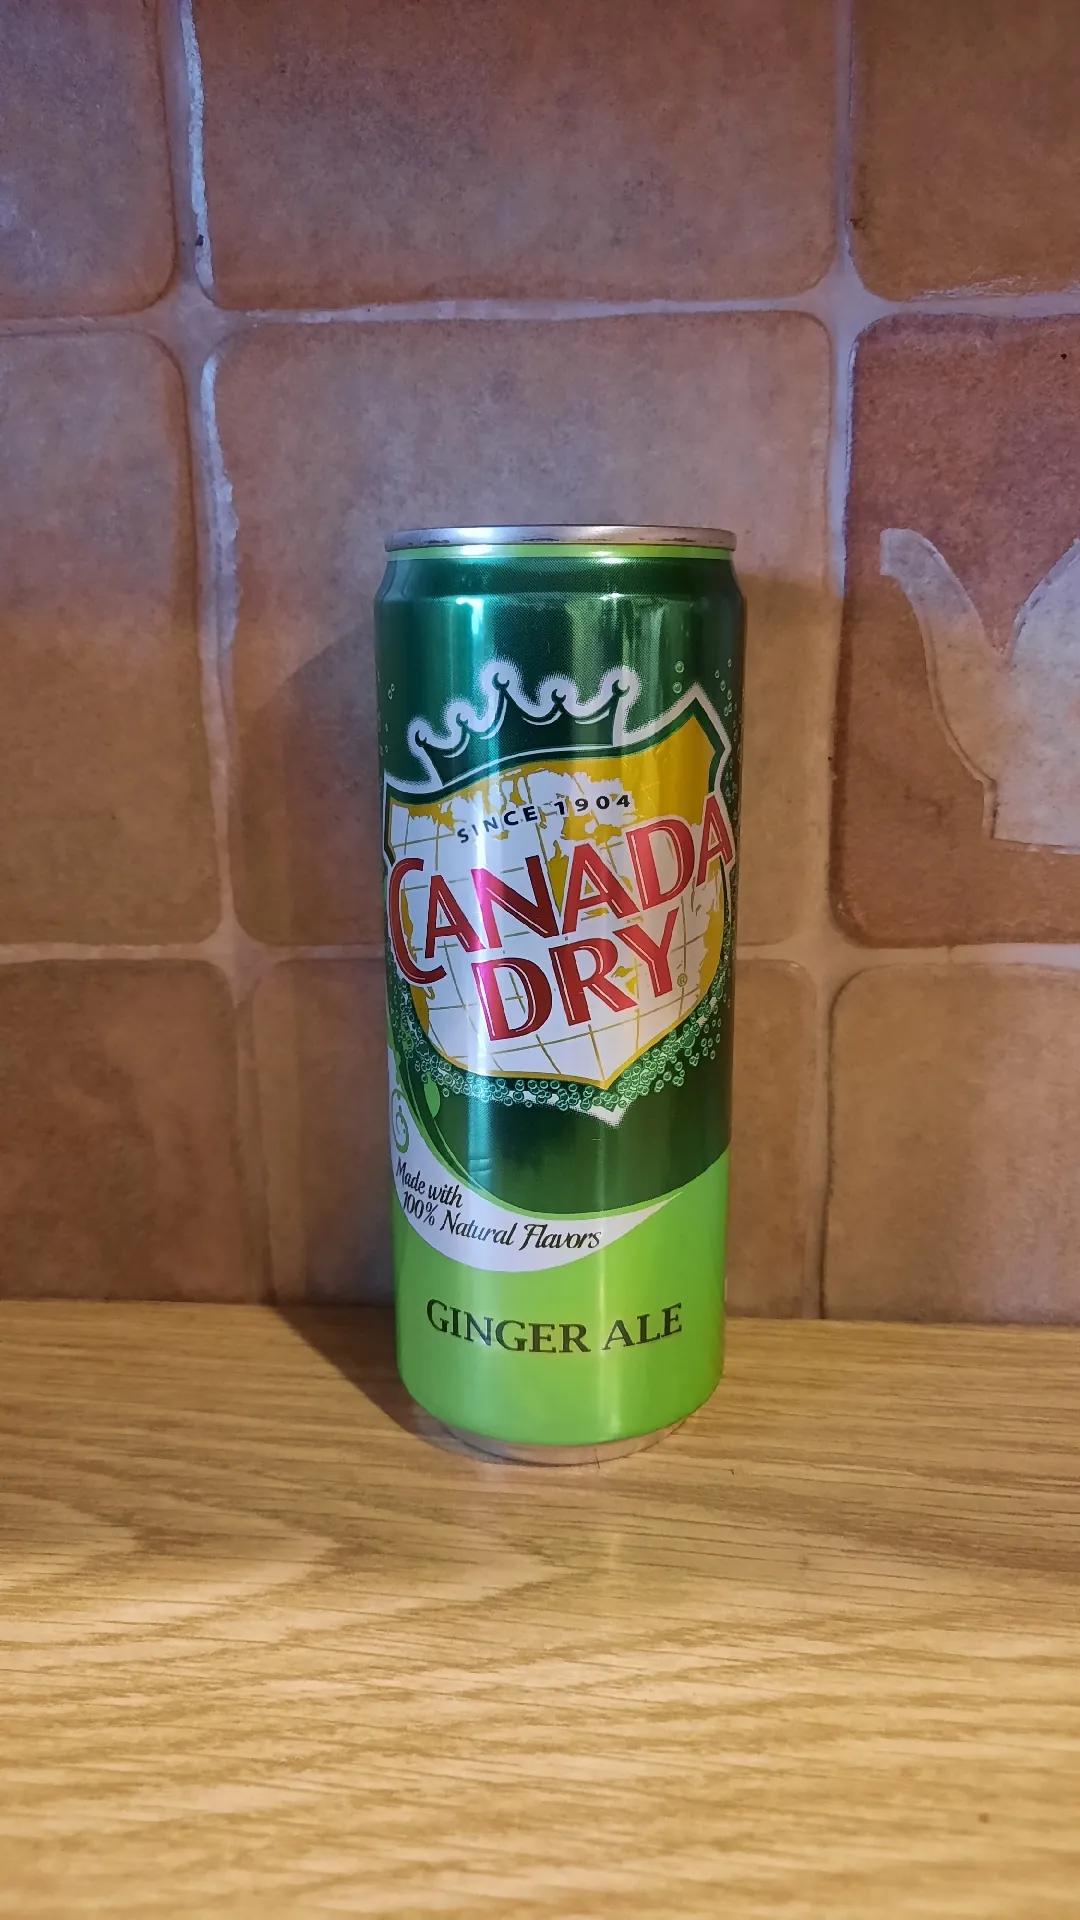 SINCE 1904
CANADA
DRY®
Made with
100% Natural Flavors
GINGER ALE